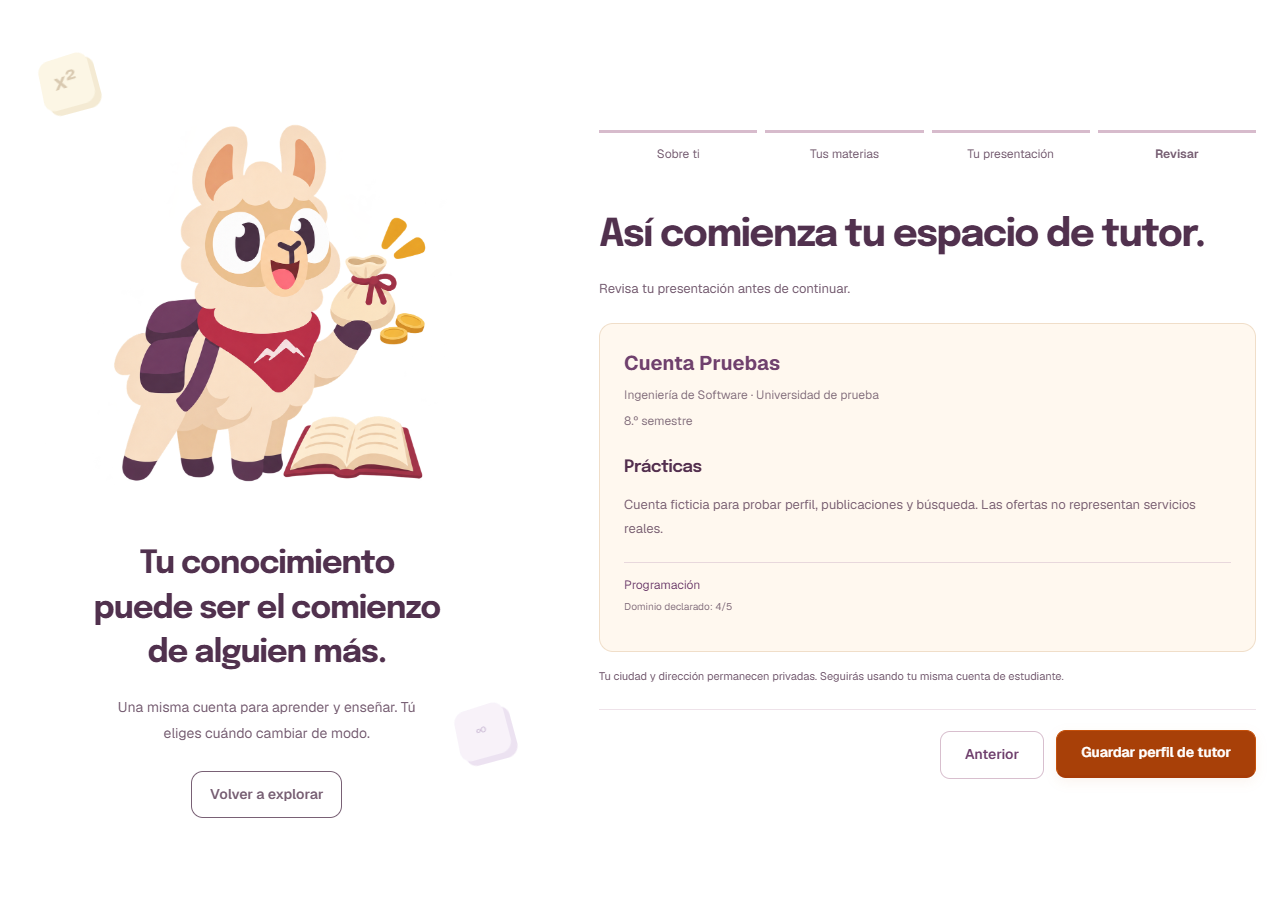 x²
Tu conocimiento
puede ser el comienzo
de alguien más.
Una misma cuenta para aprender y enseñar. Tú
eliges cuándo cambiar de modo.
∞
Volver a explorar
Sobre ti
Tus materias
Tu presentación
Revisar
Así comienza tu espacio de tutor.
Revisa tu presentación antes de continuar.
Cuenta Pruebas
Ingeniería de Software · Universidad de prueba
8.º semestre
Prácticas
Cuenta ficticia para probar perfil, publicaciones y búsqueda. Las ofertas no representan servicios
reales.
Programación
Dominio declarado: 4/5
Tu ciudad y dirección permanecen privadas. Seguirás usando tu misma cuenta de estudiante.
Anterior
Guardar perfil de tutor